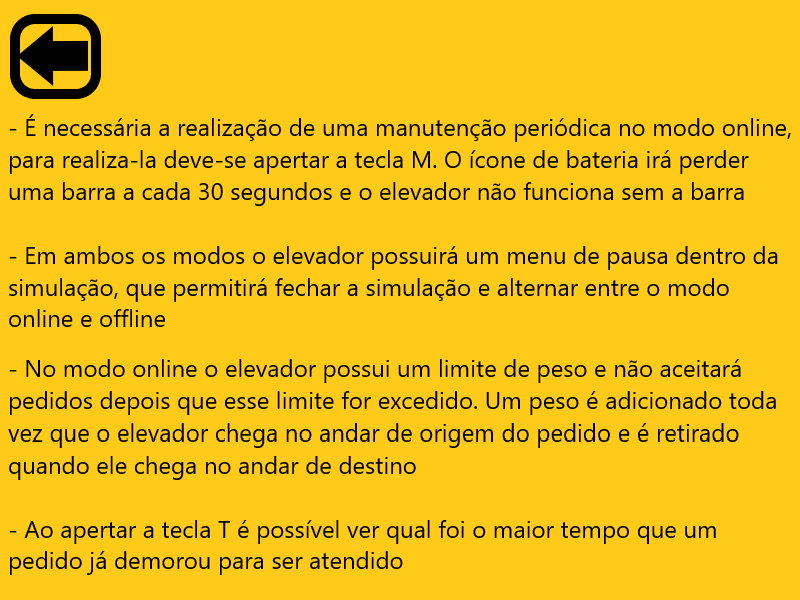 - É necessária a realização de uma manutenção periódica no modo online,
para realiza-la deve-se apertar a tecla M. O ícone de bateria irá perder
uma barra a cada 30 segundos e o elevador não funciona sem a barra
- Em ambos os modos o elevador possuirá um menu de pausa dentro da
simulação, que permitirá fechar a simulação e alternar entre o modo
online e offline
- No modo online o elevador possui um limite de peso e não aceitará
pedidos depois que esse limite for excedido. Um peso é adicionado toda
vez que o elevador chega no andar de origem do pedido e é retirado
quando ele chega no andar de destino
- Ao apertar a tecla T é possível ver qual foi o maior tempo que um
pedido já demorou para ser atendido